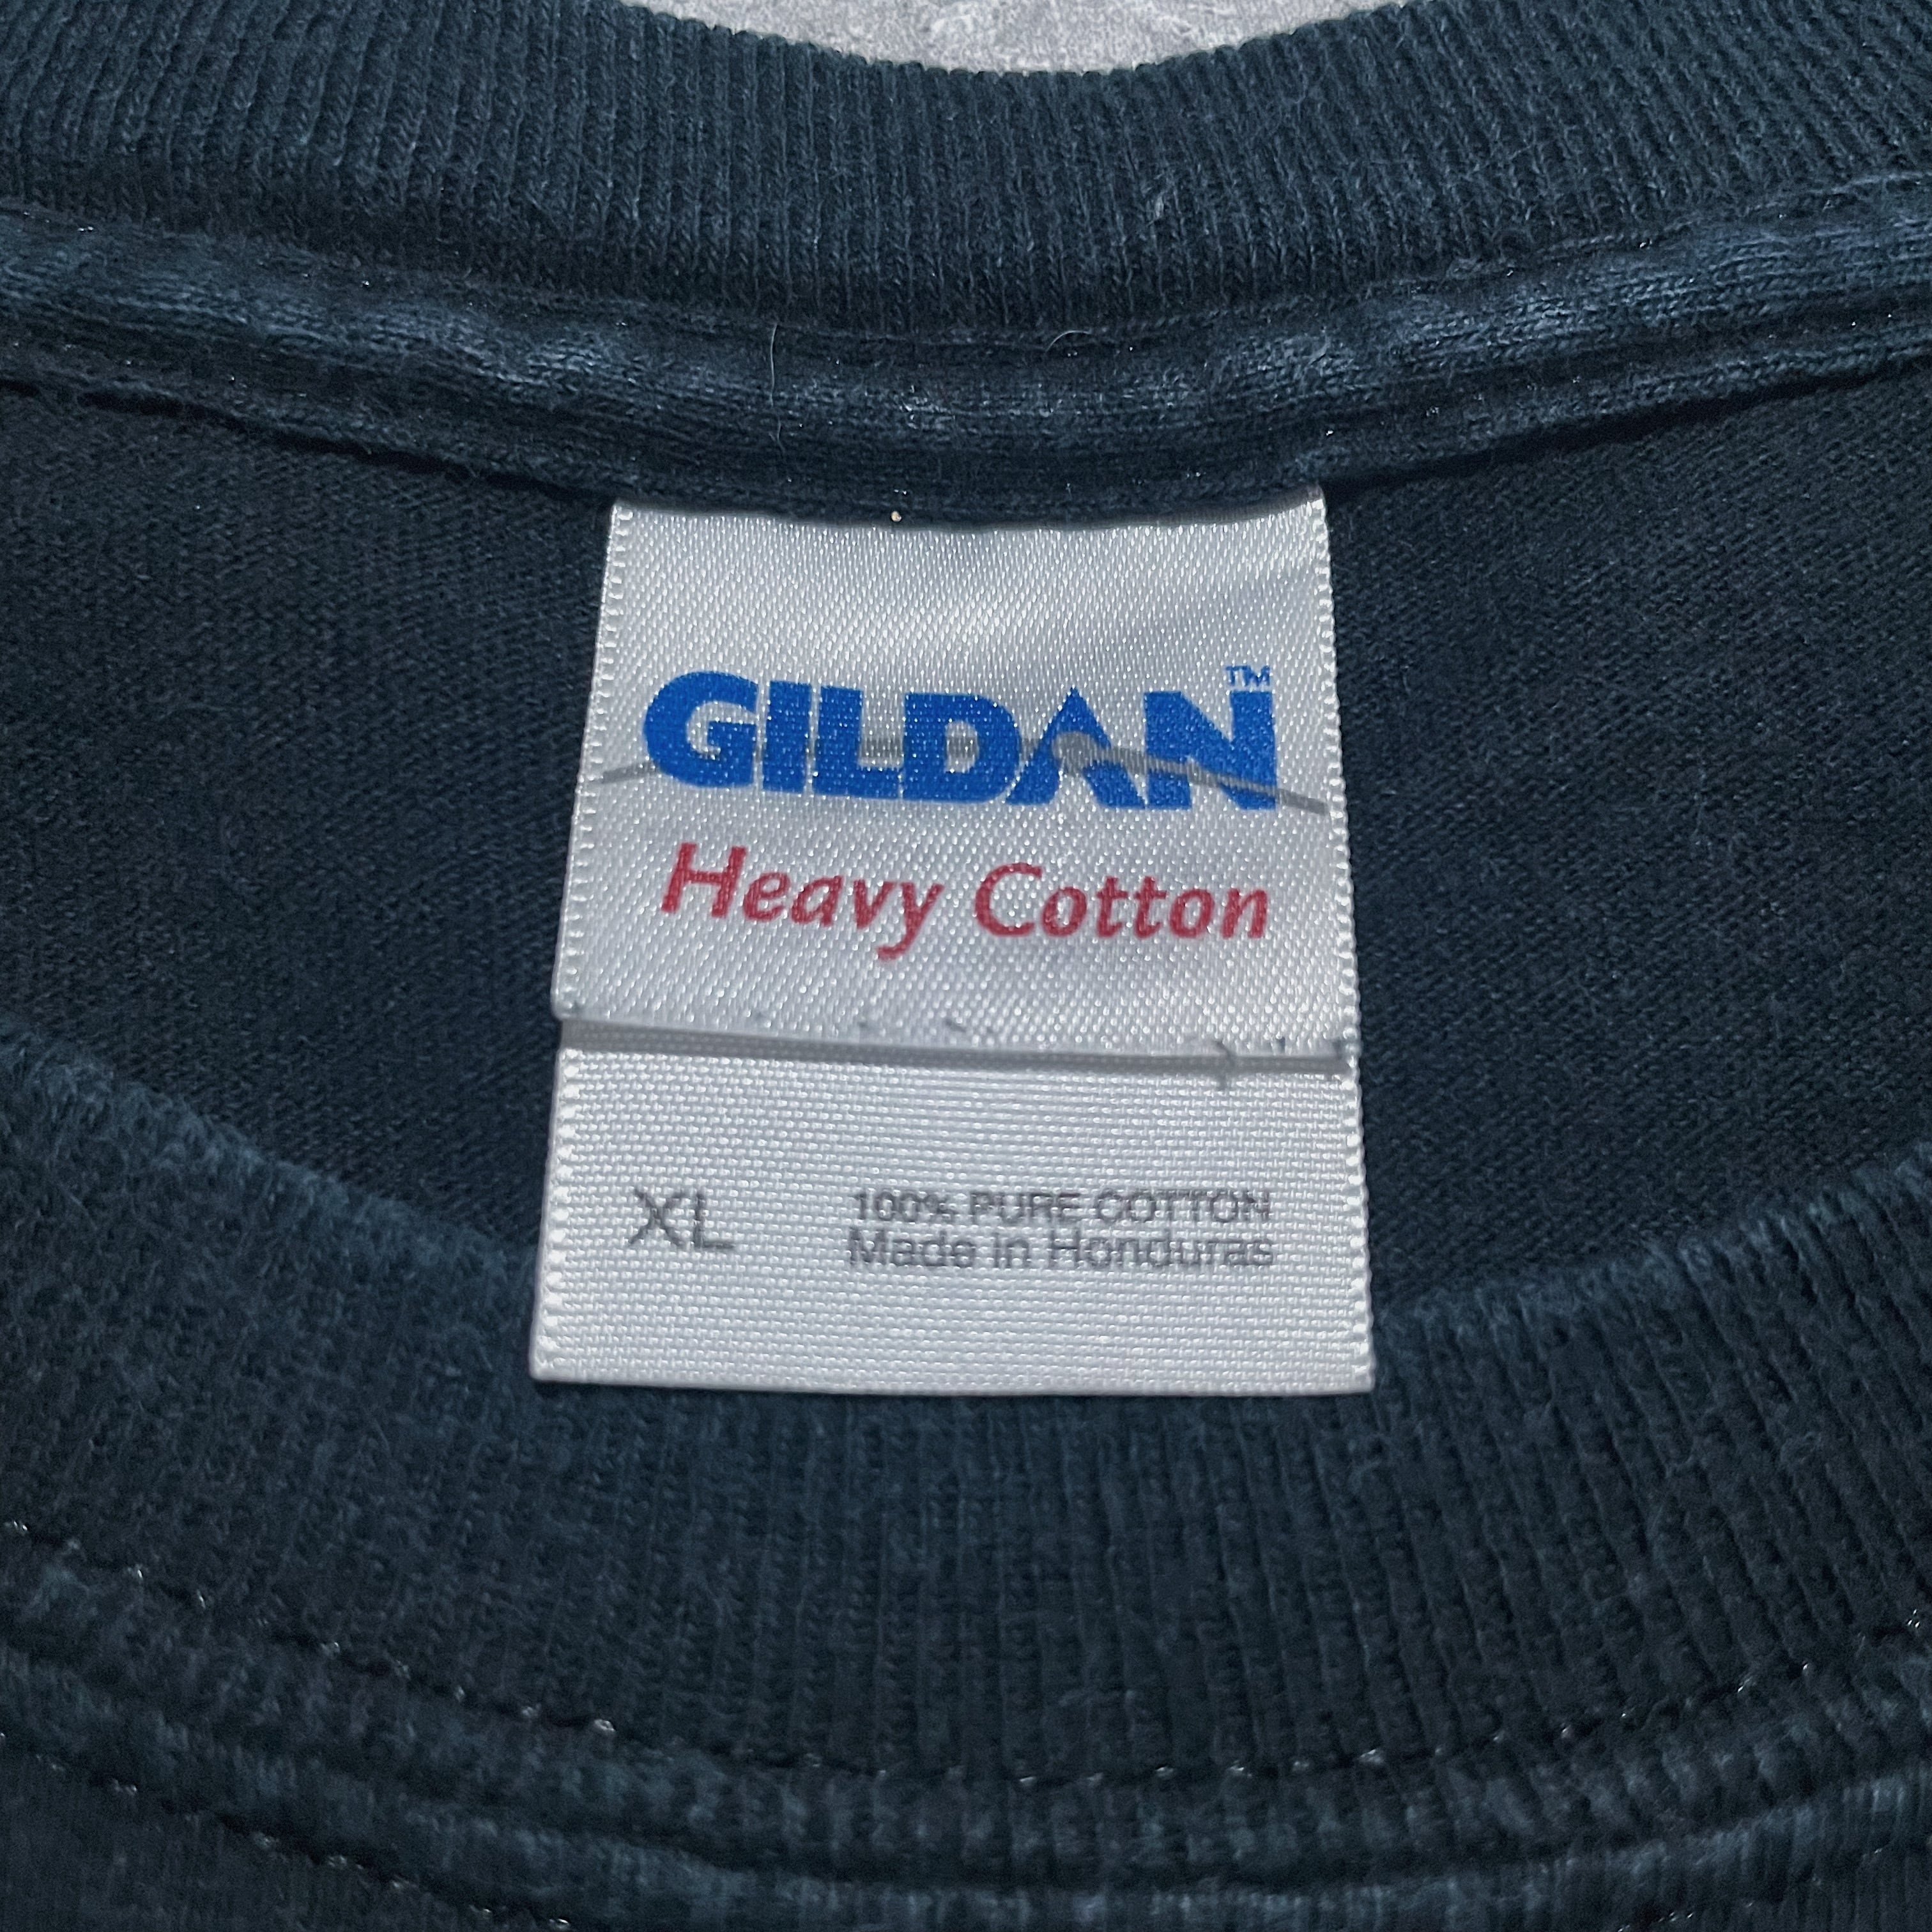 GILDAN™
Heavy Cotton
XL 100% PURE COTTON
Made in Honduras